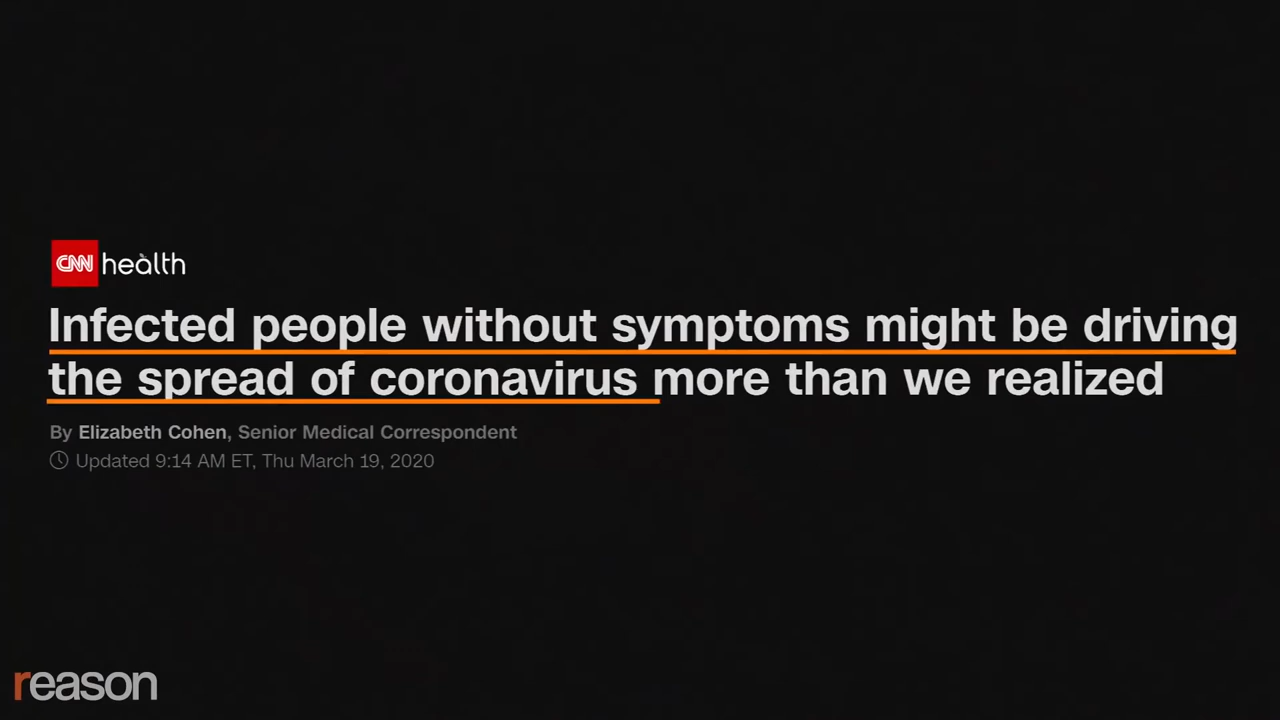 CNN health
Infected people without symptoms might be driving
the spread of coronavirus more than we realized
By Elizabeth Cohen, Senior Medical Correspondent
Updated 9:14 AM ET, Thu March 19, 2020
reason